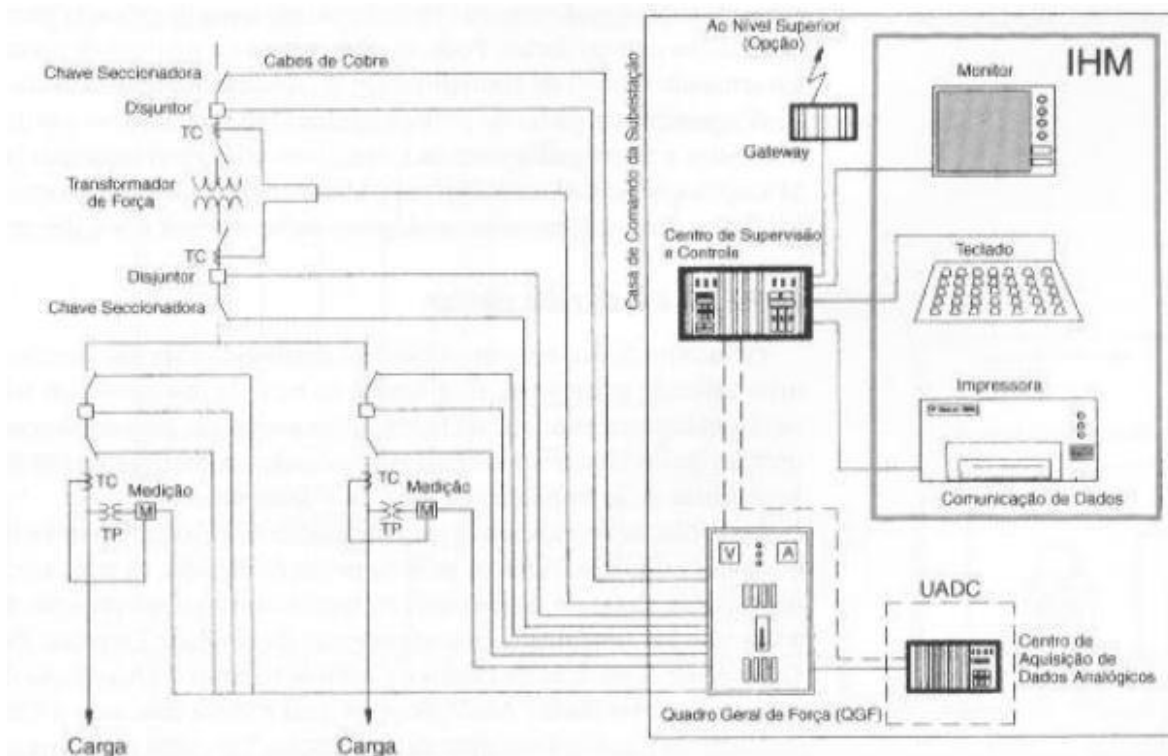 Chave Seccionadora
Cabes de Cobre
Disjuntor
TC
Transformador
de Força
TC
Disjuntor
Chave Seccionadora
TC
Medição
M
TP
TC
Medição
M
TP
Carga
Carga
Casa de Comando da Subestação
Ao Nível Superior
(Opção)
Gateway
Centro de Supervisão
e Controle
IHM
Monitor
Teclado
Impressora
Comunicação de Dados
V
A
Quadro Geral de Força (QGF)
UADC
Centro de
Aquisição de
Dados Analógicos